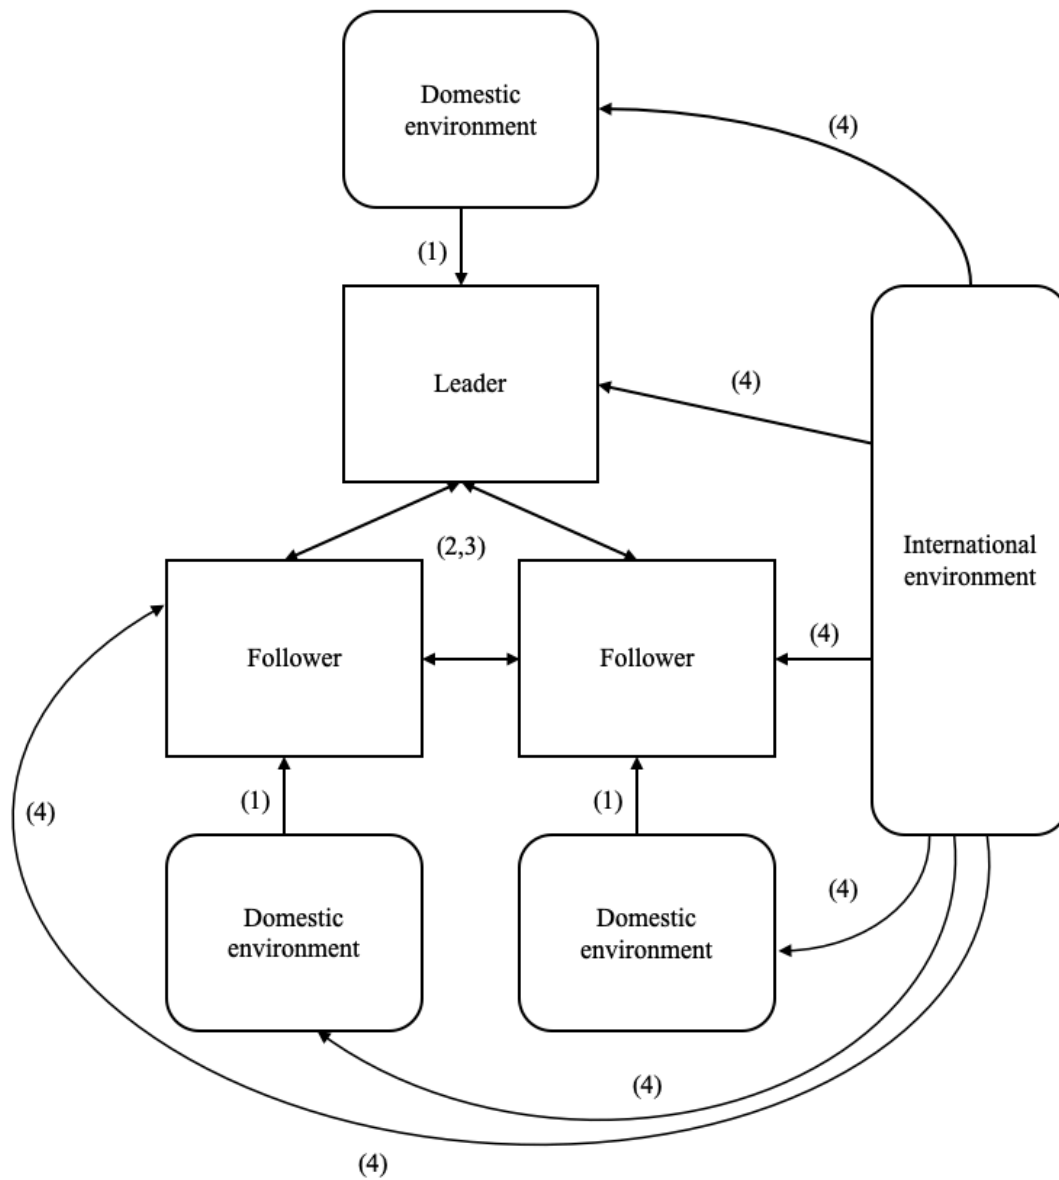 Domestic
environment
(4)
(1)
Leader
(4)
(2,3)
International
environment
Follower
Follower
(4)
(1)
(1)
(4)
Domestic
environment
Domestic
environment
(4)
(4)
(4)